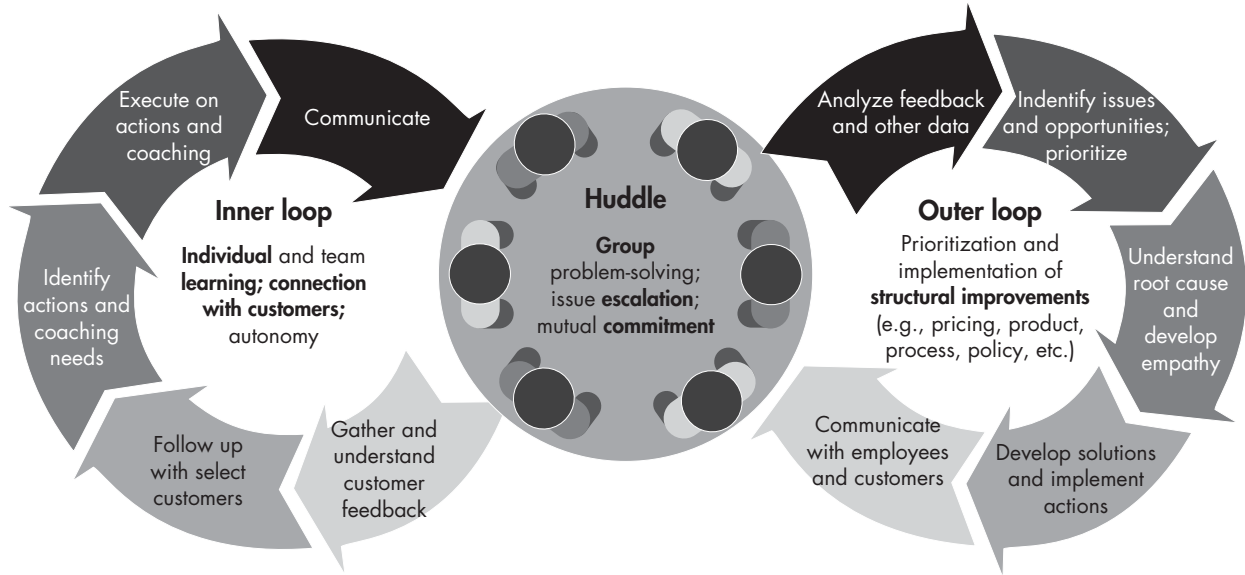 Execute on
actions and
coaching
Communicate
Identify
actions and
coaching
needs
Inner loop
Individual and team
learning; connection
with customers;
autonomy
Follow up
with select
customers
Gather and
understand
customer
feedback
Huddle
Group
problem-solving;
issue escalation;
mutual commitment
Analyze feedback
and other data
Indentify issues
and opportunities;
prioritize
Outer loop
Prioritization and
implementation of
structural improvements
(e.g., pricing, product,
process, policy, etc.)
Understand
root cause
and
develop
empathy
Communicate
with employees
and customers
Develop solutions
and implement
actions